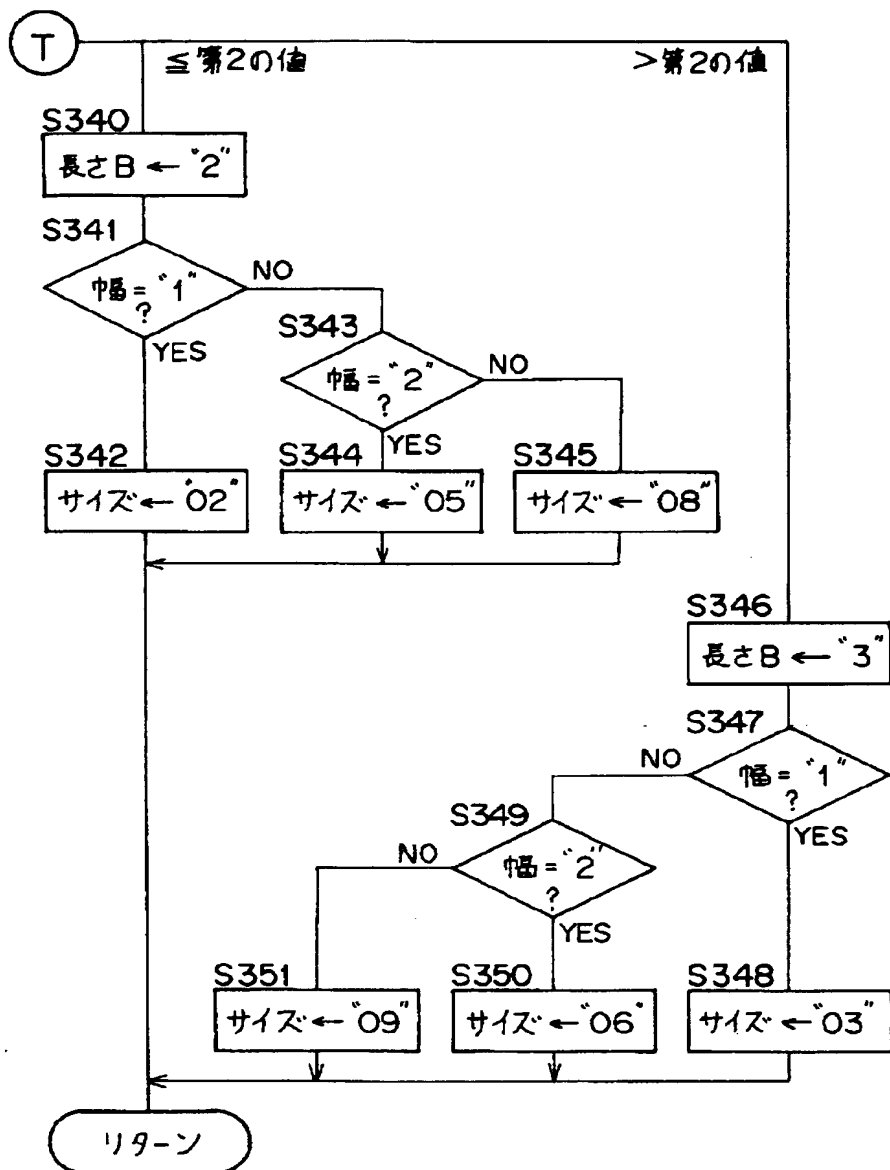 T
≦第2の値
>第2の値
S340
長さB ← "2"
S341
幅="1"
?
NO
YES
S343
幅="2"
?
NO
YES
S342
サイズ←"02"
S344
サイズ←"05"
S345
サイズ←"08"
S346
長さB ← "3"
S347
幅="1"
?
NO
YES
S349
幅="2"
?
NO
YES
S351
サイズ←"09"
S350
サイズ←"06"
S348
サイズ←"03"
リターン